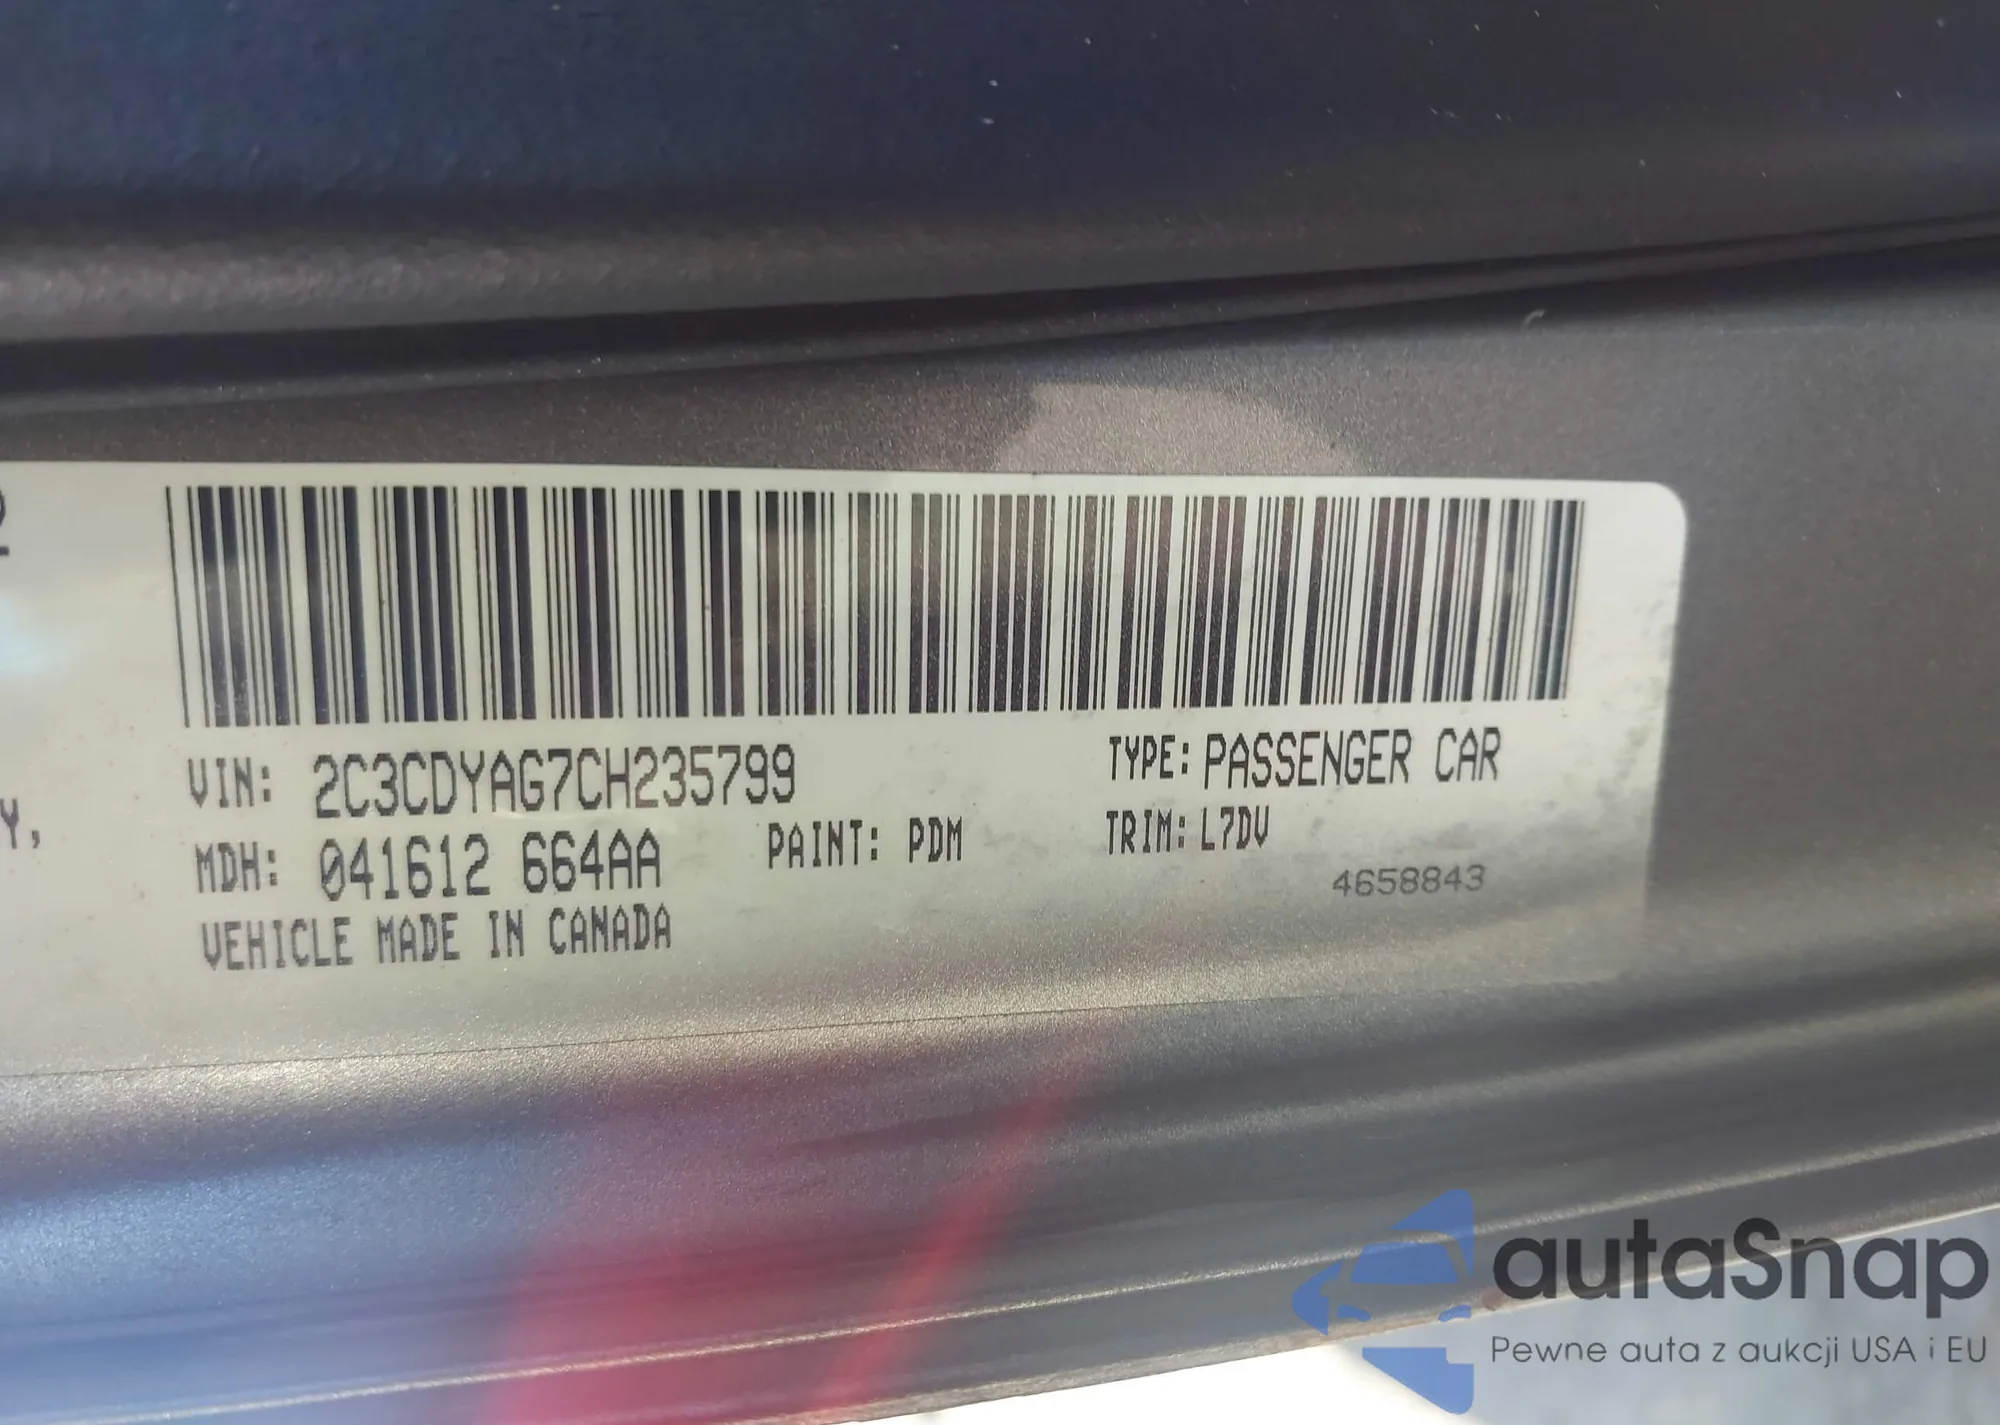 Y,
VIN: 2C3CDYAG7CH235799
TYPE: PASSENGER CAR
MDH: 041612 664AA
PAINT: PDM
TRIM: L7DV
4658843
VEHICLE MADE IN CANADA
autaSnap
Pewne auta z aukcji USA i EU